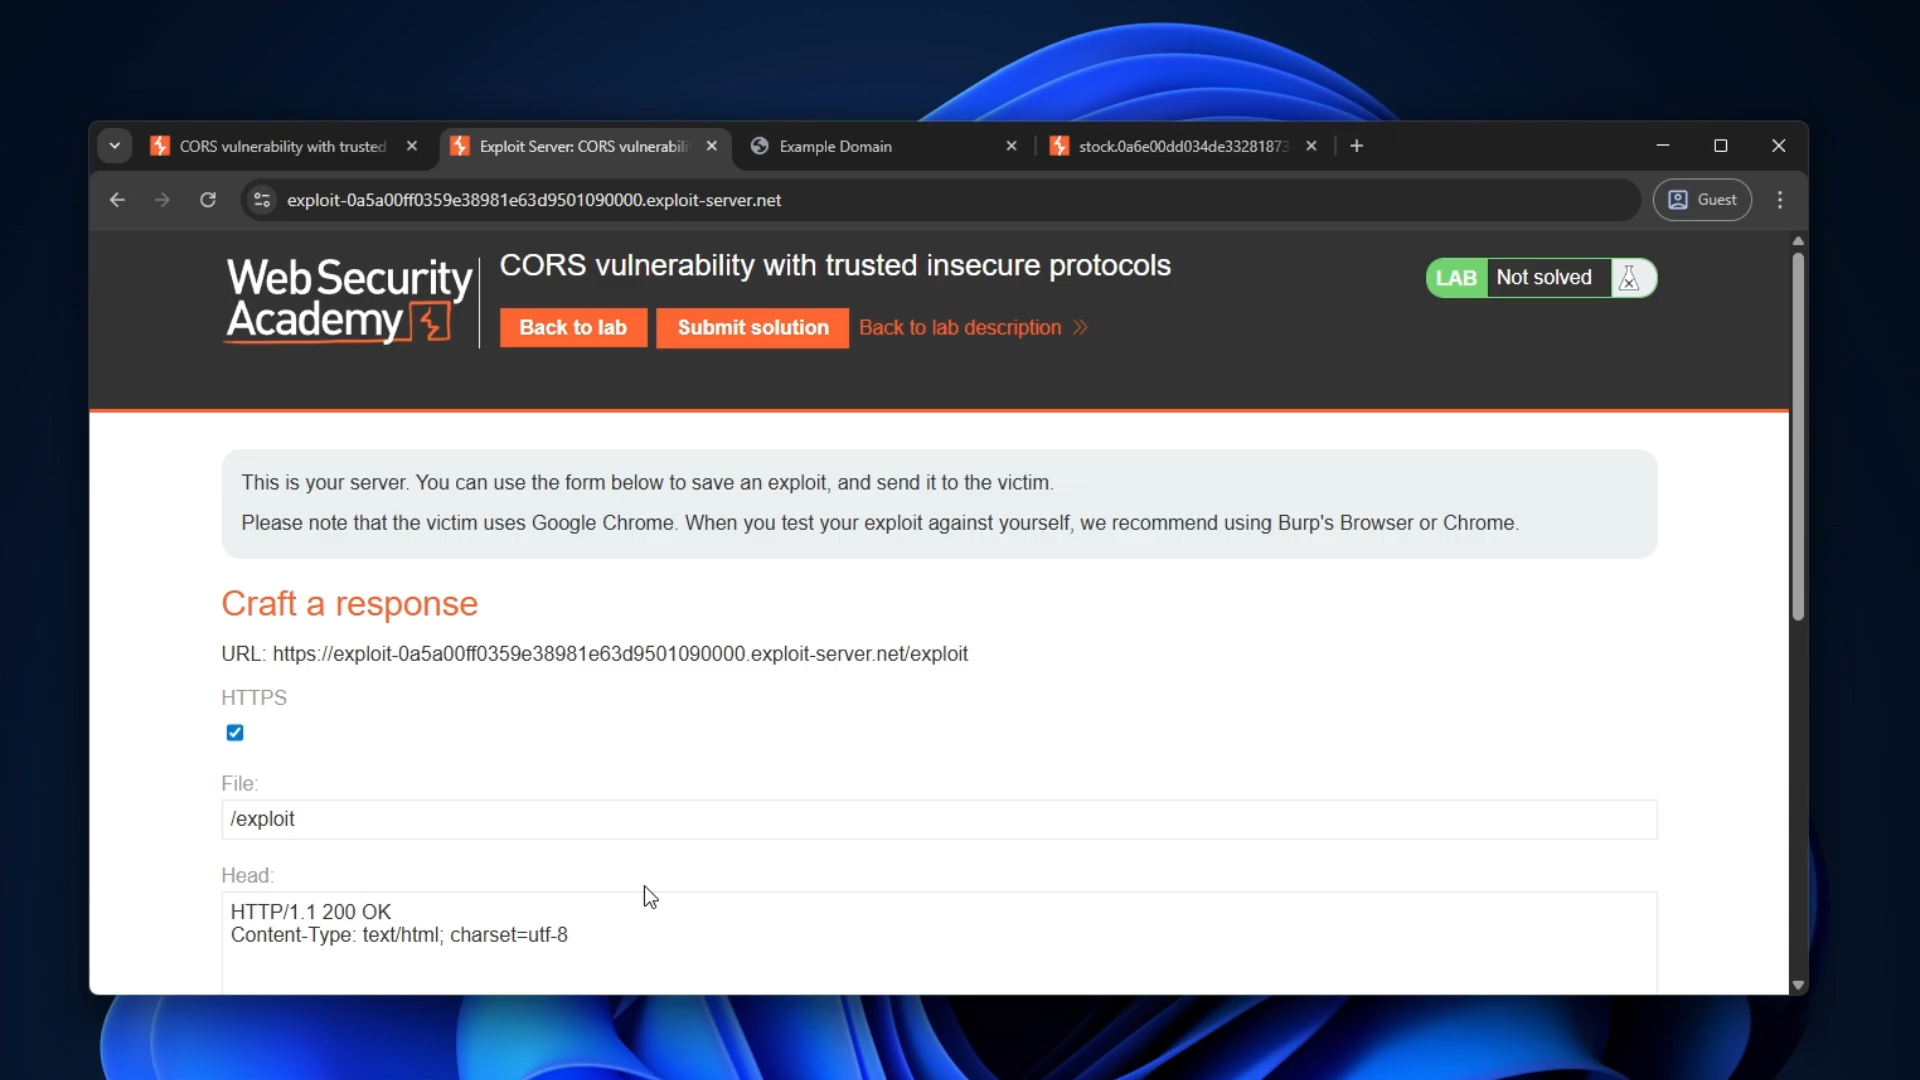 CORS vulnerability with trusted
Exploit Server: CORS vulnerabili
Example Domain
stock.0a6e00dd034de33281873
exploit-0a5a00ff0359e38981e63d9501090000.exploit-server.net
Guest
Web Security
Academy
CORS vulnerability with trusted insecure protocols
Back to lab
Submit solution
Back to lab description
LAB
Not solved
This is your server. You can use the form below to save an exploit, and send it to the victim.
Please note that the victim uses Google Chrome. When you test your exploit against yourself, we recommend using Burp's Browser or Chrome.
Craft a response
URL: https://exploit-0a5a00ff0359e38981e63d9501090000.exploit-server.net/exploit
HTTPS
File:
/exploit
Head:
HTTP/1.1 200 OK
Content-Type: text/html; charset=utf-8